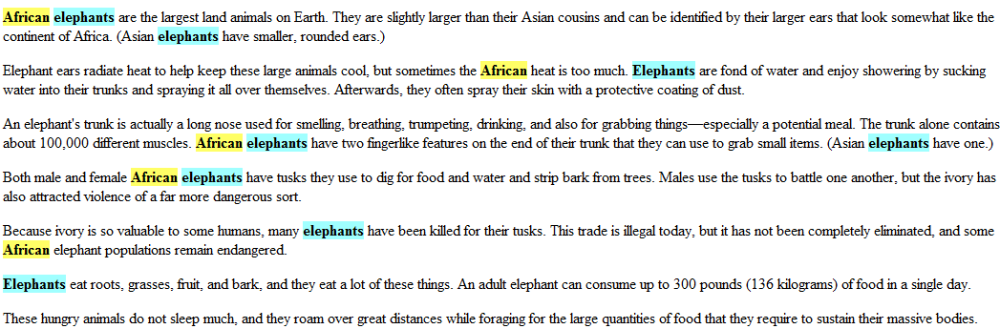 African elephants are the largest land animals on Earth. They are slightly larger than their Asian cousins and can be identified by their larger ears that look somewhat like the
continent of Africa. (Asian elephants have smaller, rounded ears.)
Elephant ears radiate heat to help keep these large animals cool, but sometimes the African heat is too much. Elephants are fond of water and enjoy showering by sucking
water into their trunks and spraying it all over themselves. Afterwards, they often spray their skin with a protective coating of dust.
An elephant's trunk is actually a long nose used for smelling, breathing, trumpeting, drinking, and also for grabbing things—especially a potential meal. The trunk alone contains
about 100,000 different muscles. African elephants have two fingerlike features on the end of their trunk that they can use to grab small items. (Asian elephants have one.)
Both male and female African elephants have tusks they use to dig for food and water and strip bark from trees. Males use the tusks to battle one another, but the ivory has
also attracted violence of a far more dangerous sort.
Because ivory is so valuable to some humans, many elephants have been killed for their tusks. This trade is illegal today, but it has not been completely eliminated, and some
African elephant populations remain endangered.
Elephants eat roots, grasses, fruit, and bark, and they eat a lot of these things. An adult elephant can consume up to 300 pounds (136 kilograms) of food in a single day.
These hungry animals do not sleep much, and they roam over great distances while foraging for the large quantities of food that they require to sustain their massive bodies.